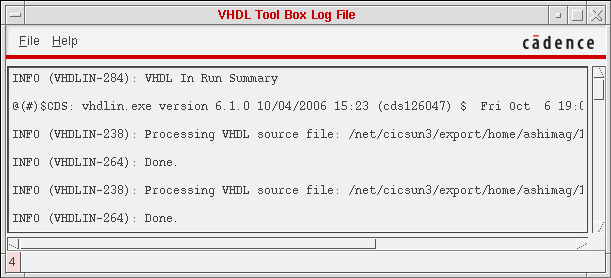 VHDL Tool Box Log File
File Help
cādence
INFO (VHDLIN-284): VHDL In Run Summary
@(#)$CDS: vhdlin.exe version 6.1.0 10/04/2006 15:23 (cds126047) $ Fri Oct 6 19:
INFO (VHDLIN-238): Processing VHDL source file: /net/cicsun3/export/home/ashimag/
INFO (VHDLIN-264): Done.
INFO (VHDLIN-238): Processing VHDL source file: /net/cicsun3/export/home/ashimag/
INFO (VHDLIN-264): Done.
4